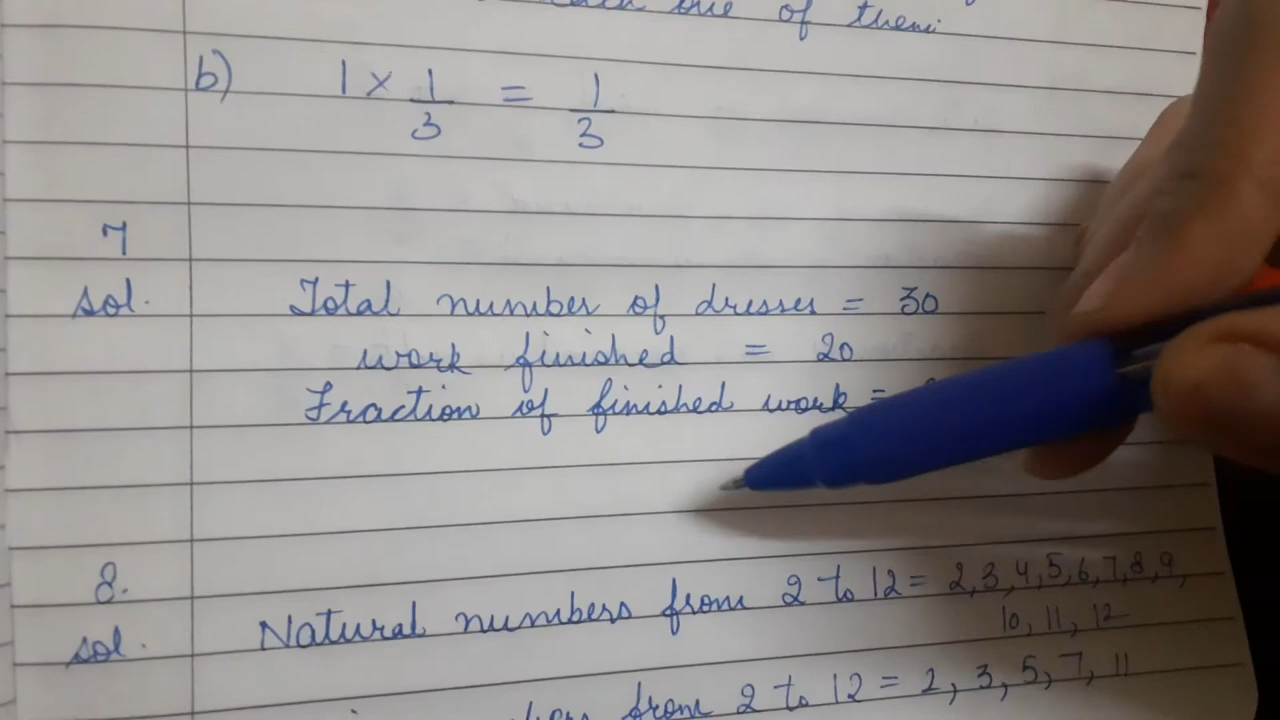 one of them:
b) 1 × 1/3 = 1/3
7
sol. Total number of dresses = 30
work finished = 20
Fraction of finished work =
8.
sol. Natural numbers from 2 to 12 = 2, 3, 4, 5, 6, 7, 8, 9,
10, 11, 12
from 2 to 12 = 2, 3, 5, 7, 11